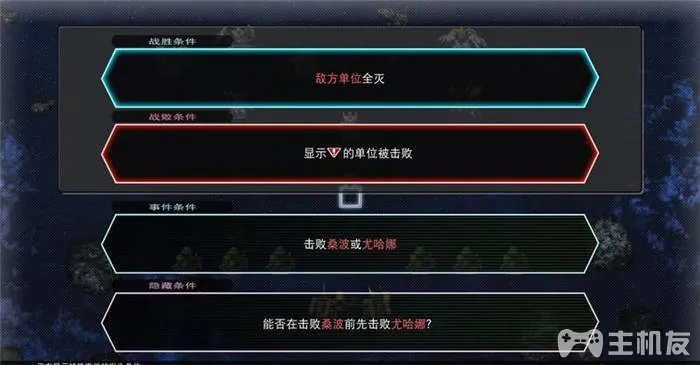 战胜条件
敌方单位全灭
战败条件
显示▽的单位被击败
事件条件
击败桑波或尤哈娜
隐藏条件
能否在击败桑波前先击败尤哈娜？
主机友